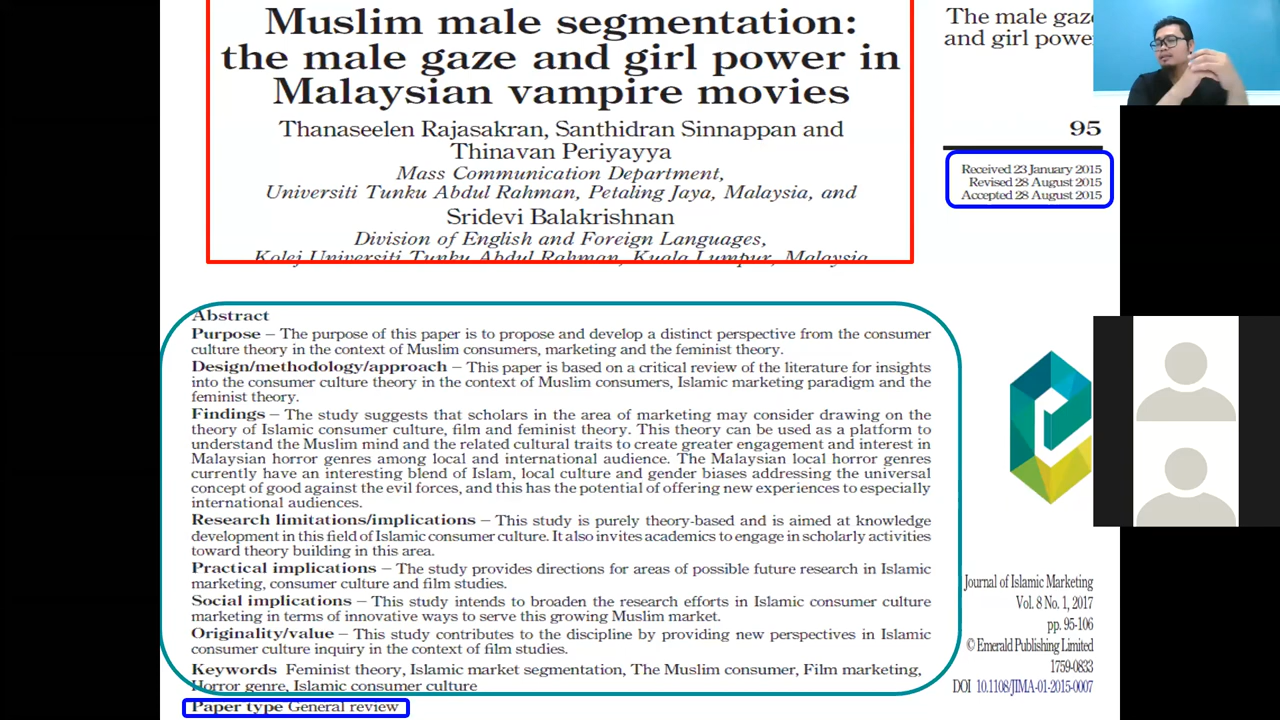 Muslim male segmentation:
the male gaze and girl power in
Malaysian vampire movies
Thanaseelen Rajasakran, Santhidran Sinnappan and
Thinavan Periyayya
Mass Communication Department,
Universiti Tunku Abdul Rahman, Petaling Jaya, Malaysia, and
Sridevi Balakrishnan
Division of English and Foreign Languages,
Kolej Universiti Tunku Abdul Rahman, Kuala Lumpur, Malaysia
The male gaze
and girl power
95
Received 23 January 2015
Revised 28 August 2015
Accepted 28 August 2015
Abstract
Purpose – The purpose of this paper is to propose and develop a distinct perspective from the consumer
culture theory in the context of Muslim consumers, marketing and the feminist theory.
Design/methodology/approach – This paper is based on a critical review of the literature for insights
into the consumer culture theory in the context of Muslim consumers, Islamic marketing paradigm and the
feminist theory.
Findings – The study suggests that scholars in the area of marketing may consider drawing on the
theory of Islamic consumer culture, film and feminist theory. This theory can be used as a platform to
understand the Muslim mind and the related cultural traits to create greater engagement and interest in
Malaysian horror genres among local and international audience. The Malaysian local horror genres
currently have an interesting blend of Islam, local culture and gender biases addressing the universal
concept of good against the evil forces, and this has the potential of offering new experiences to especially
international audiences.
Research limitations/implications – This study is purely theory-based and is aimed at knowledge
development in this field of Islamic consumer culture. It also invites academics to engage in scholarly activities
toward theory building in this area.
Practical implications – The study provides directions for areas of possible future research in Islamic
marketing, consumer culture and film studies.
Social implications – This study intends to broaden the research efforts in Islamic consumer culture
marketing in terms of innovative ways to serve this growing Muslim market.
Originality/value – This study contributes to the discipline by providing new perspectives in Islamic
consumer culture inquiry in the context of film studies.
Keywords Feminist theory, Islamic market segmentation, The Muslim consumer, Film marketing,
Horror genre, Islamic consumer culture
Paper type General review
Journal of Islamic Marketing
Vol. 8 No. 1, 2017
pp. 95-106
© Emerald Publishing Limited
1759-0833
DOI 10.1108/JIMA-01-2015-0007